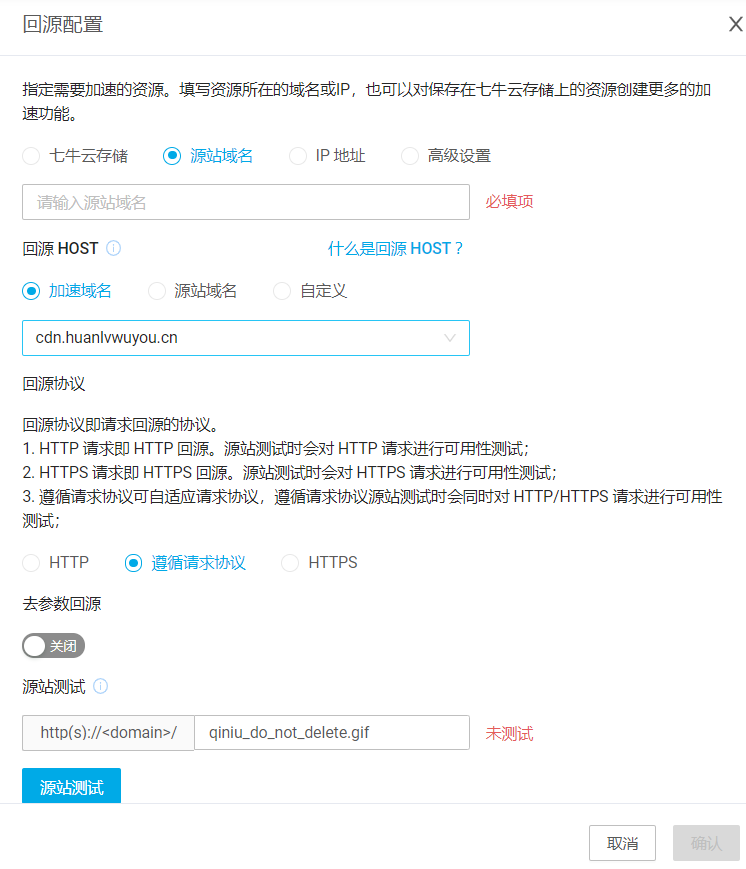 回源配置
指定需要加速的资源。填写资源所在的域名或IP，也可以对保存在七牛云存储上的资源创建更多的加
速功能。
七牛云存储 源站域名 IP 地址 高级设置
请输入源站域名 必填项
回源 HOST 什么是回源 HOST？
加速域名 源站域名 自定义
cdn.huanlvwuyou.cn
回源协议
回源协议即请求回源的协议。
1. HTTP 请求即 HTTP 回源。源站测试时会对 HTTP 请求进行可用性测试；
2. HTTPS 请求即 HTTPS 回源。源站测试时会对 HTTPS 请求进行可用性测试；
3. 遵循请求协议可自适应请求协议，遵循请求协议源站测试时会同时对 HTTP/HTTPS 请求进行可用性
测试；
HTTP 遵循请求协议 HTTPS
去参数回源
关闭
源站测试
http(s)://<domain>/ qiniu_do_not_delete.gif 未测试
源站测试
取消 确认